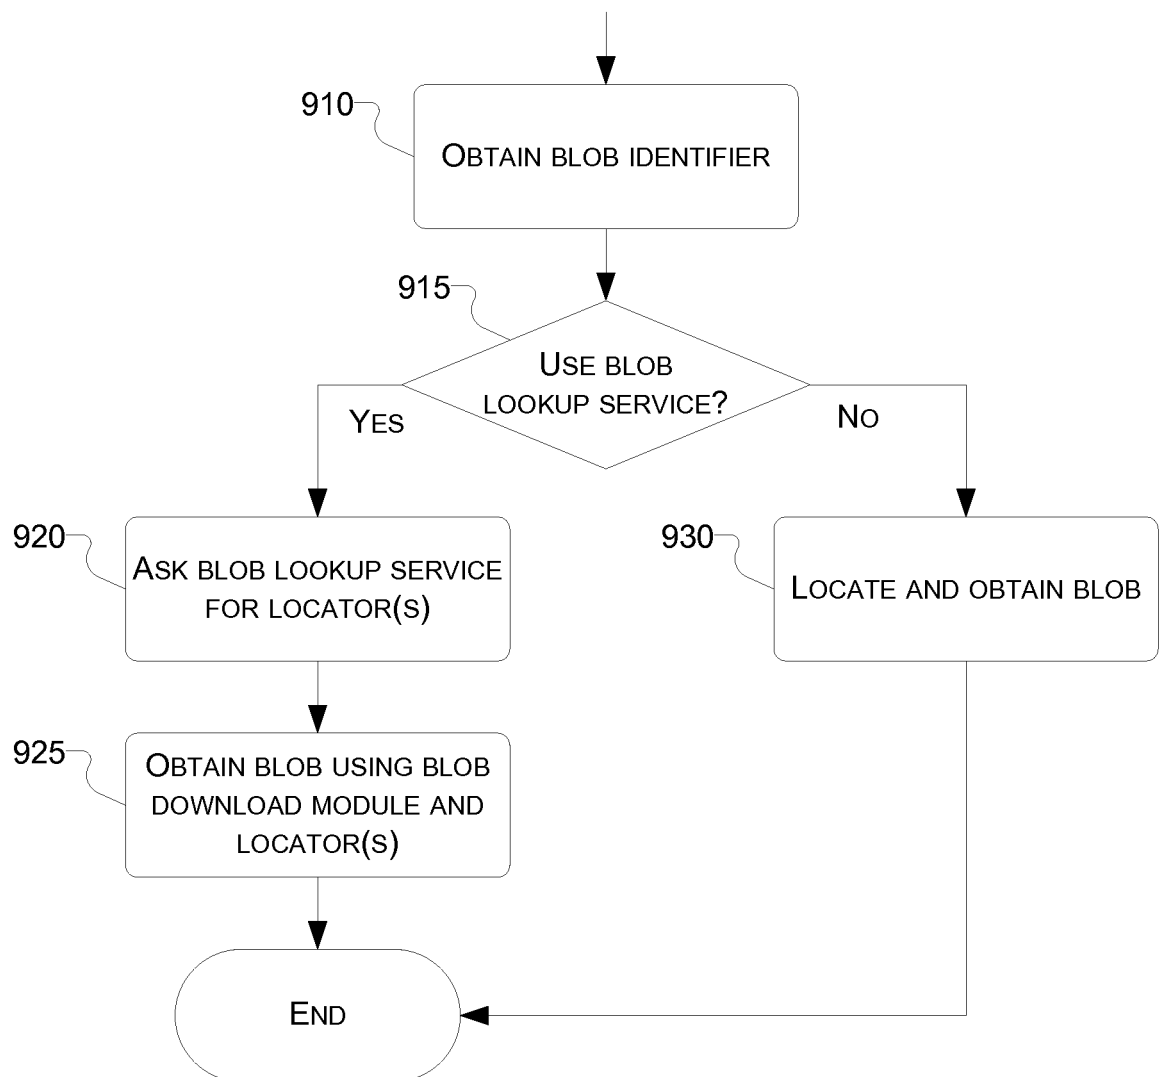 910
OBTAIN BLOB IDENTIFIER
915
USE BLOB
LOOKUP SERVICE?
YES
NO
920
ASK BLOB LOOKUP SERVICE
FOR LOCATOR(S)
930
LOCATE AND OBTAIN BLOB
925
OBTAIN BLOB USING BLOB
DOWNLOAD MODULE AND
LOCATOR(S)
END